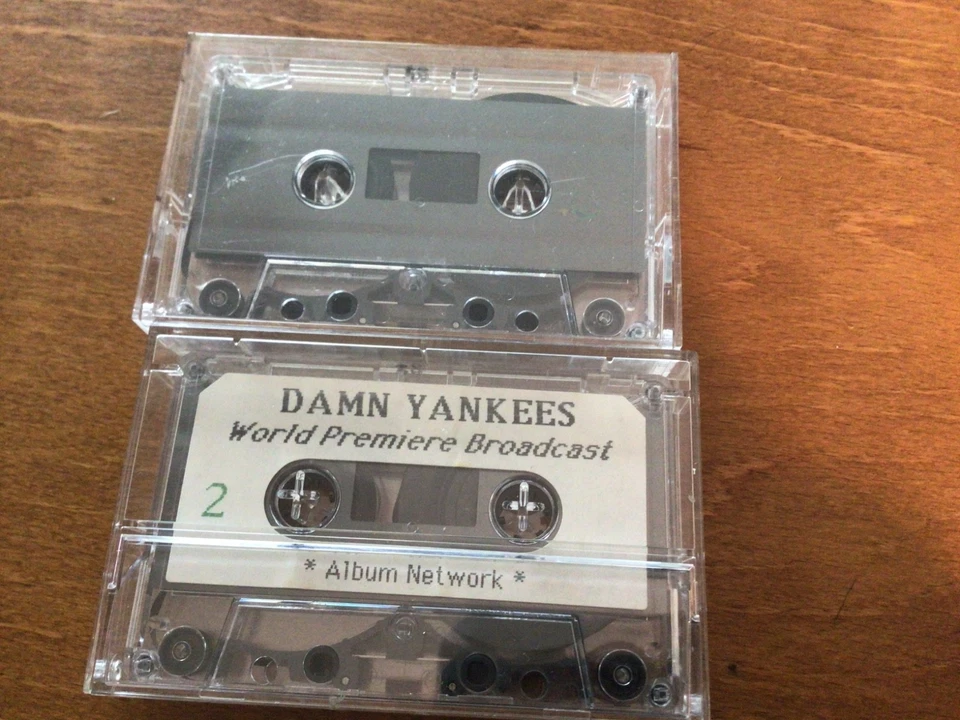 DAMN YANKEES
World Premiere Broadcast
2
* Album Network *